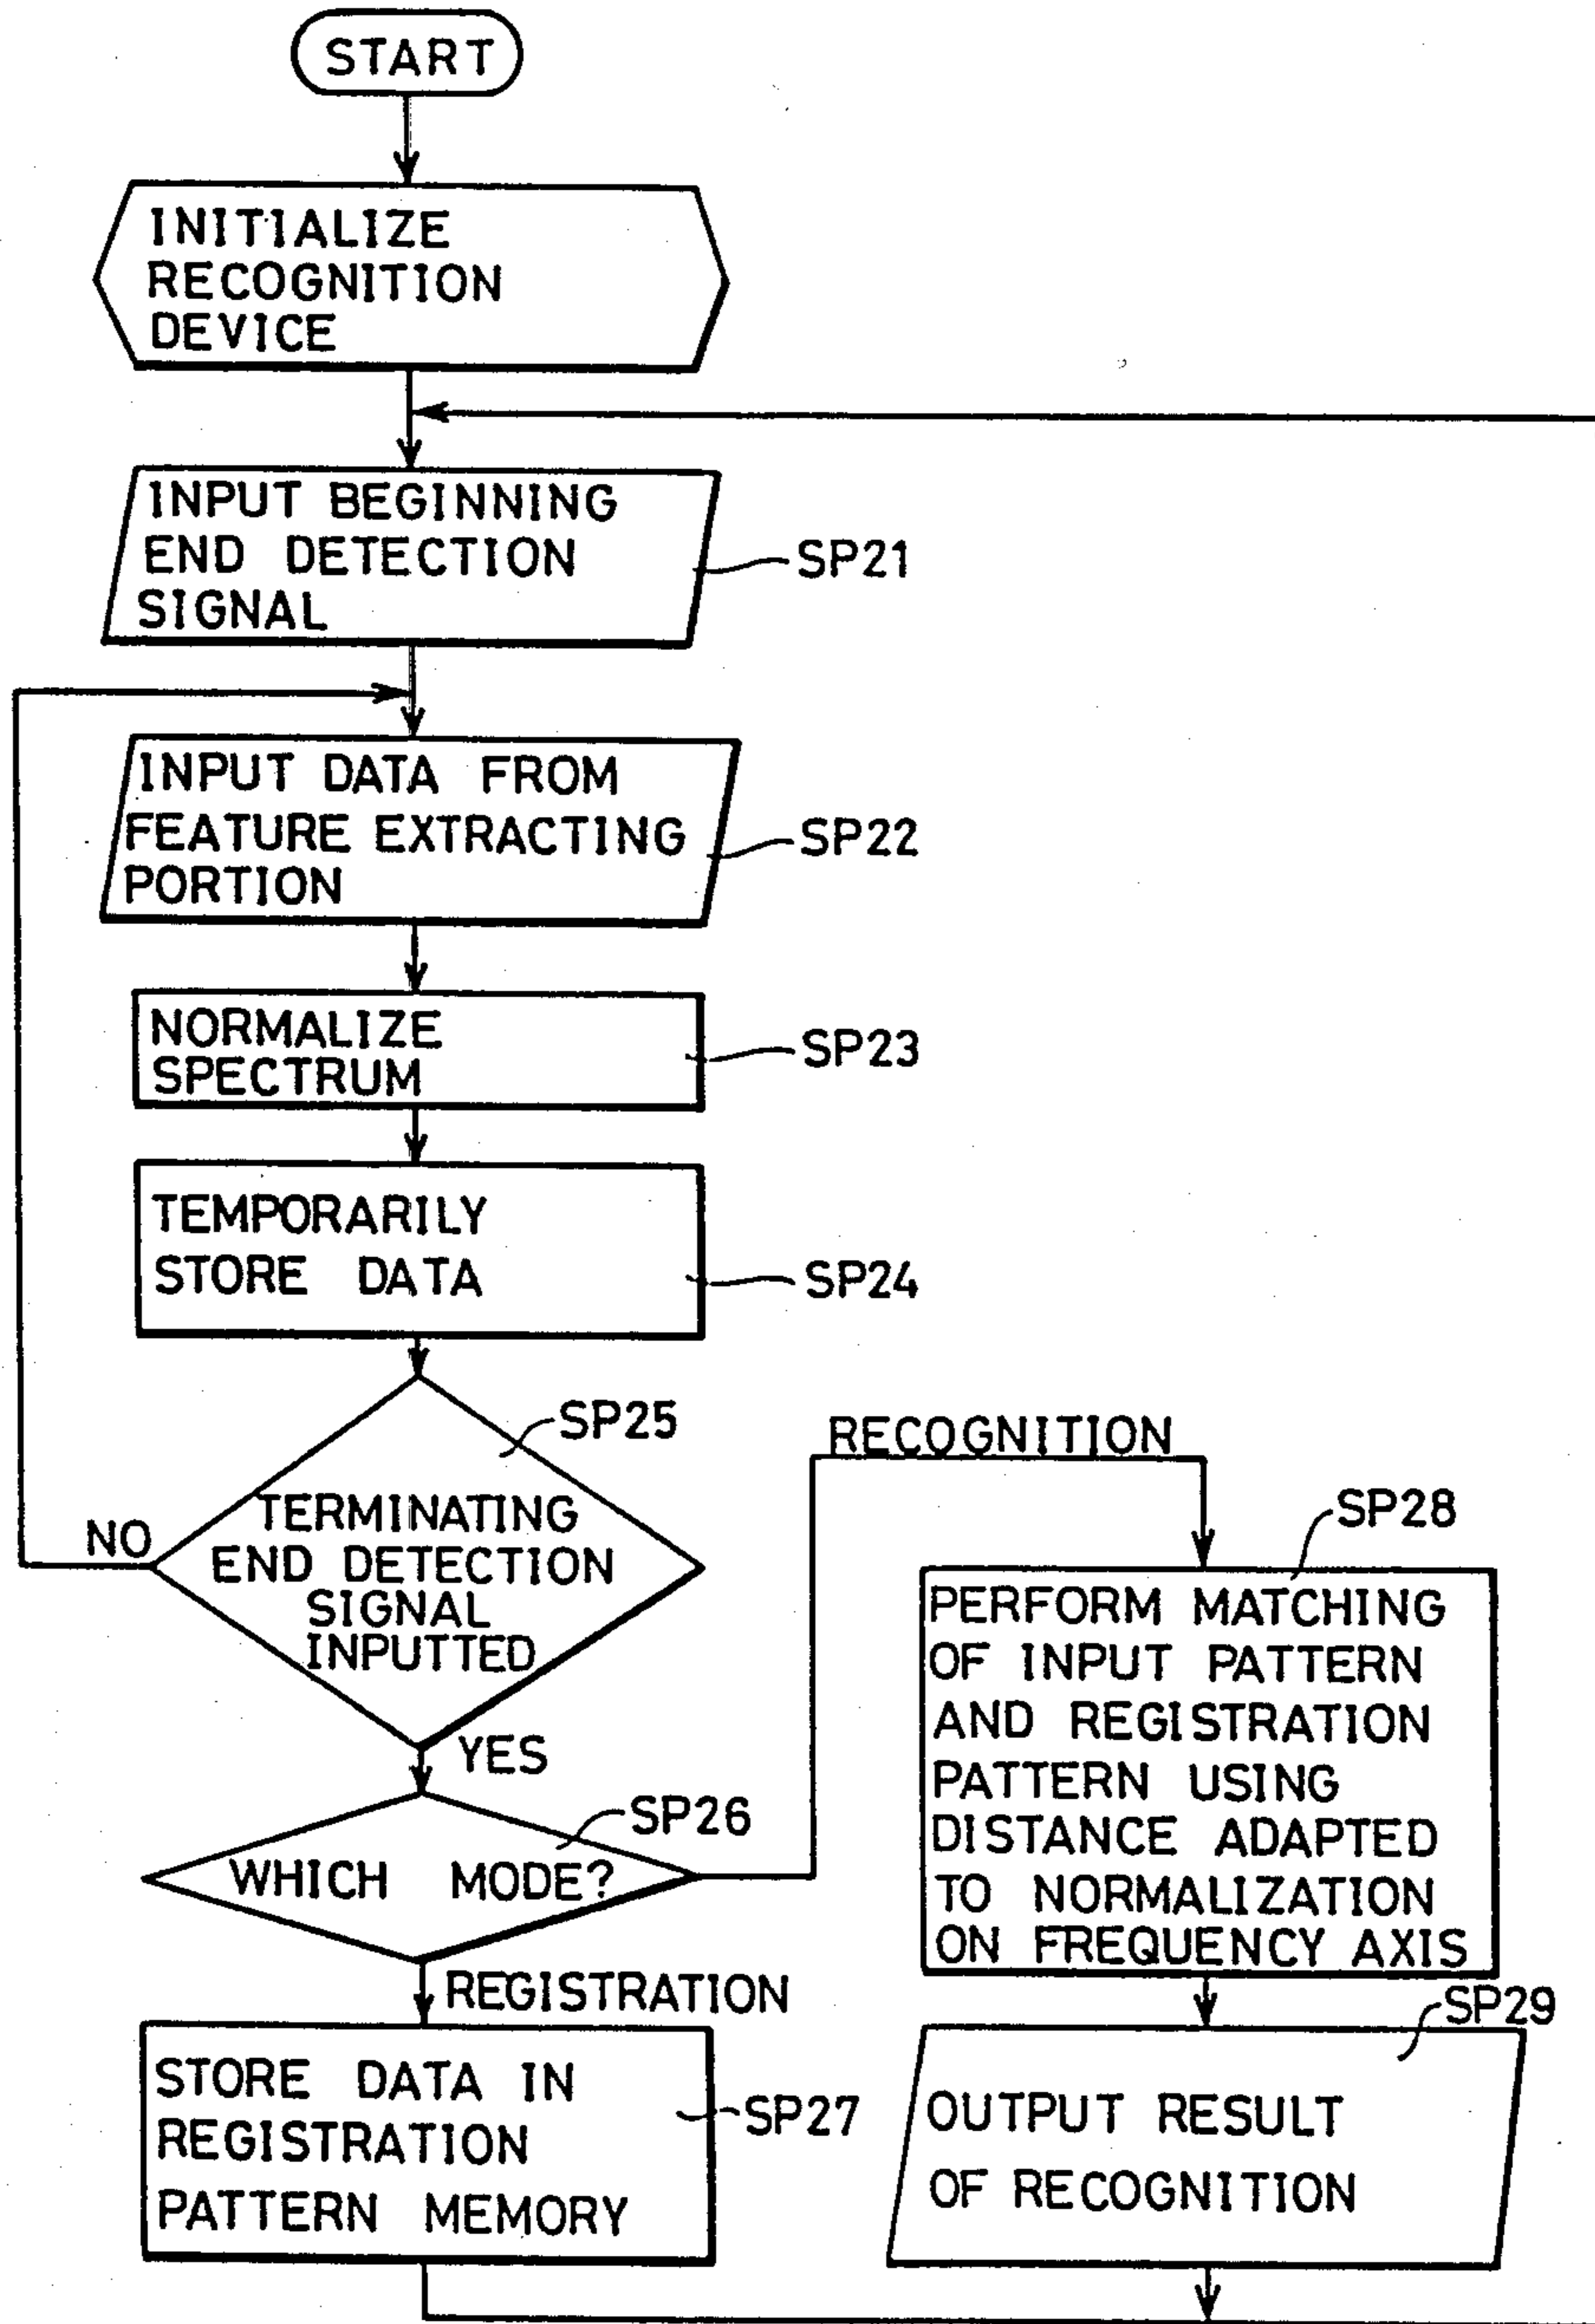 START
INITIALIZE
RECOGNITION
DEVICE
INPUT BEGINNING
END DETECTION
SIGNAL
SP21
INPUT DATA FROM
FEATURE EXTRACTING
PORTION
SP22
NORMALIZE
SPECTRUM
SP23
TEMPORARILY
STORE DATA
SP24
SP25
TERMINATING
END DETECTION
SIGNAL
INPUTTED
NO
YES
SP26
WHICH MODE?
REGISTRATION
STORE DATA IN
REGISTRATION
PATTERN MEMORY
SP27
RECOGNITION
SP28
PERFORM MATCHING
OF INPUT PATTERN
AND REGISTRATION
PATTERN USING
DISTANCE ADAPTED
TO NORMALIZATION
ON FREQUENCY AXIS
SP29
OUTPUT RESULT
OF RECOGNITION